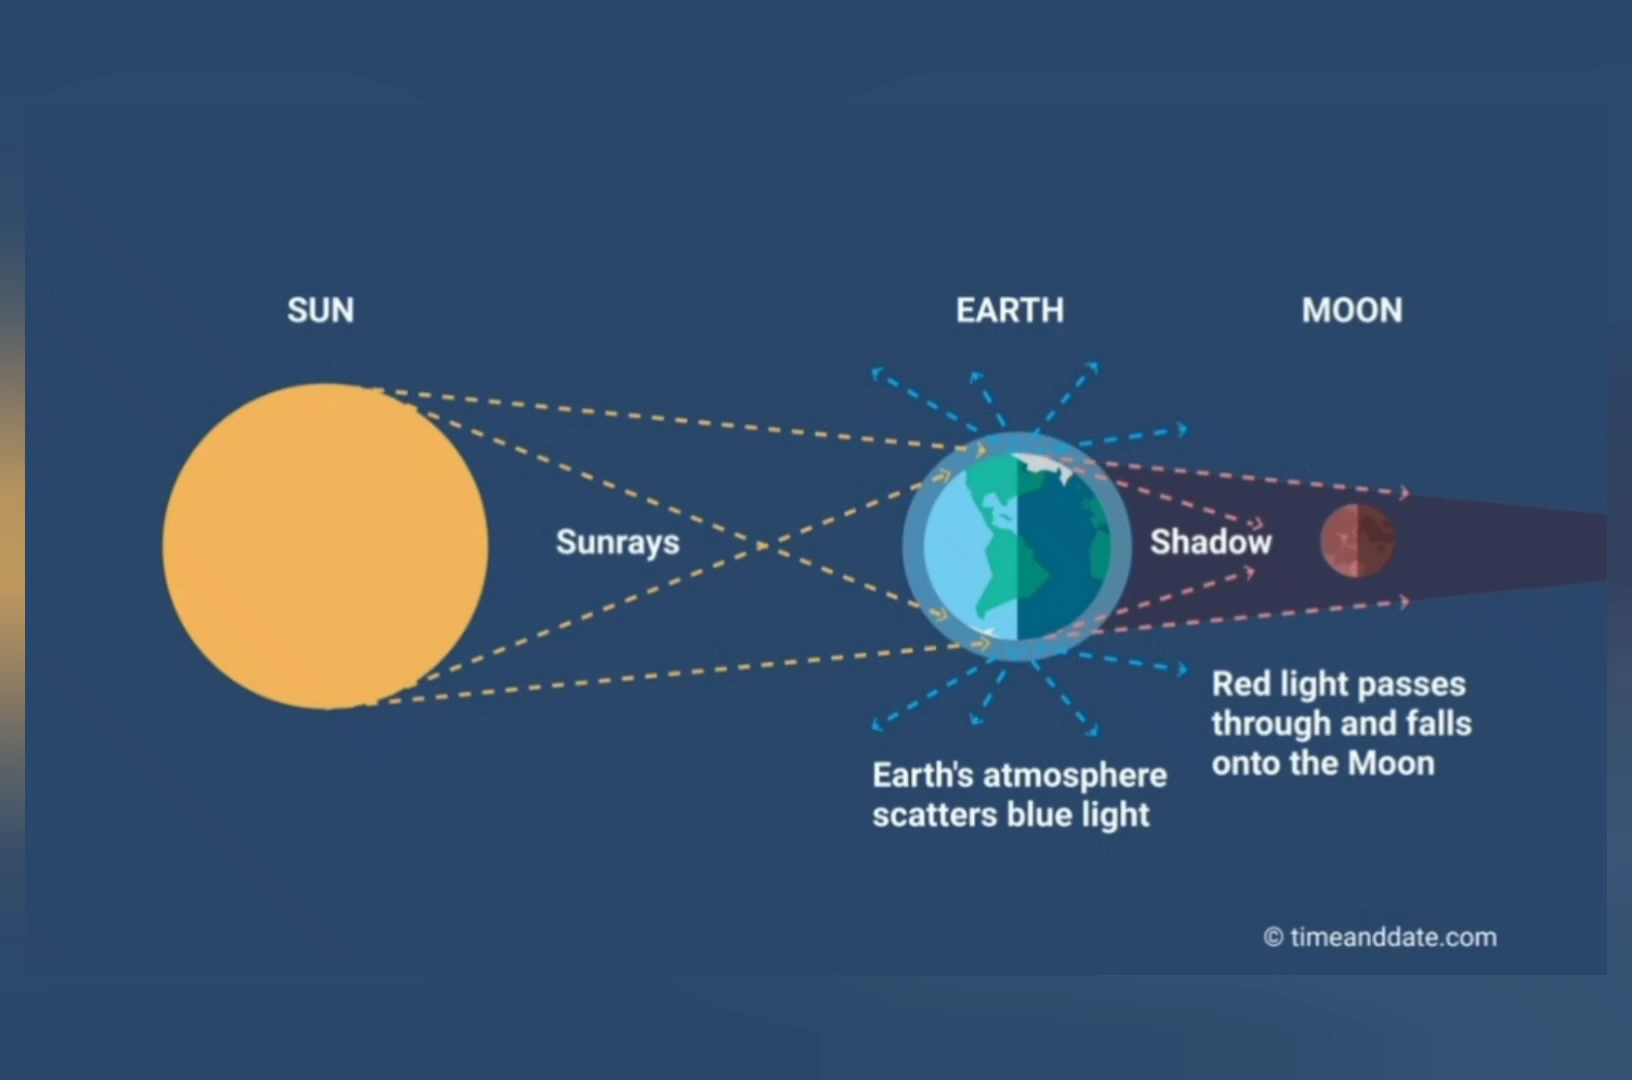 SUN
EARTH
MOON
Sunrays
Shadow
Red light passes
through and falls
onto the Moon
Earth's atmosphere
scatters blue light
© timeanddate.com